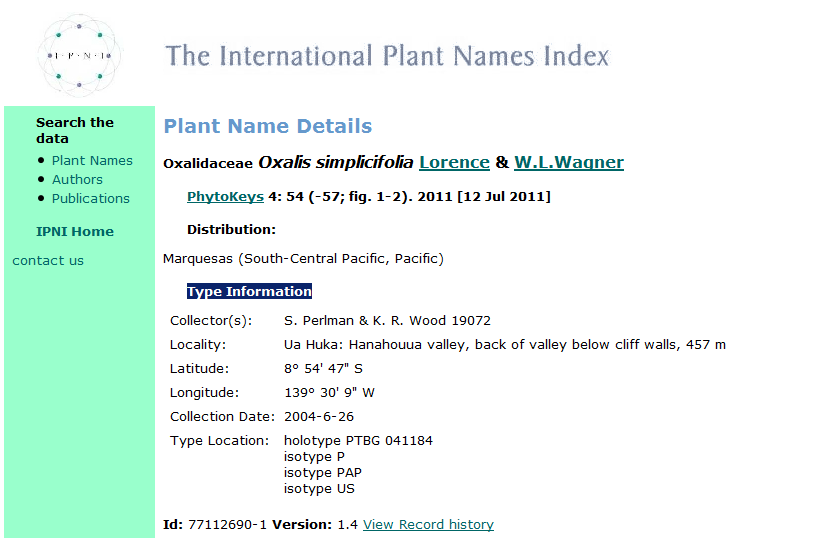 I · P · N · I
The International Plant Names Index
Search the data
Plant Names
Authors
Publications
IPNI Home
contact us
Plant Name Details
Oxalidaceae Oxalis simplicifolia Lorence & W.L.Wagner
PhytoKeys 4: 54 (-57; fig. 1-2). 2011 [12 Jul 2011]
Distribution:
Marquesas (South-Central Pacific, Pacific)
Type Information
Collector(s): S. Perlman & K. R. Wood 19072
Locality: Ua Huka: Hanahouua valley, back of valley below cliff walls, 457 m
Latitude: 8° 54' 47" S
Longitude: 139° 30' 9" W
Collection Date: 2004-6-26
Type Location: holotype PTBG 041184
isotype P
isotype PAP
isotype US
Id: 77112690-1 Version: 1.4 View Record history